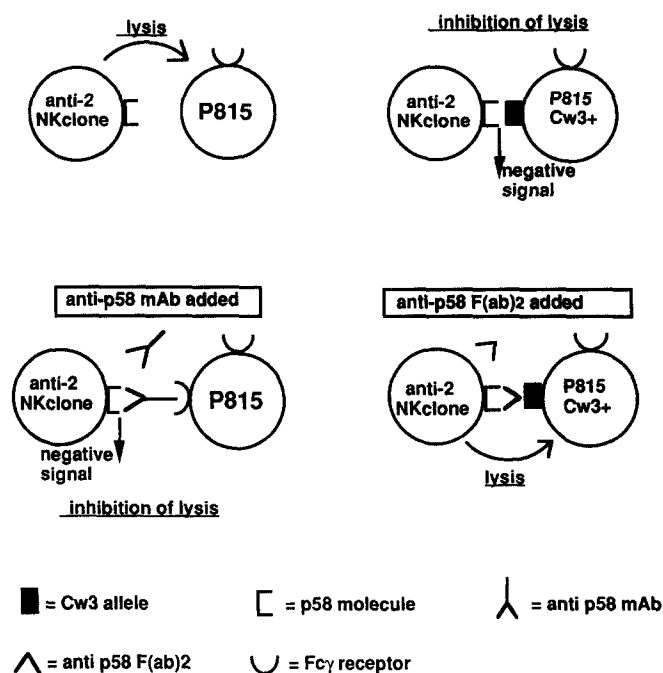 lysis
anti-2
NKclone
P815
inhibition of lysis
anti-2
NKclone
P815
Cw3+
negative
signal
anti-p58 mAb added
anti-2
NKclone
P815
negative
signal
inhibition of lysis
anti-p58 F(ab)2 added
anti-2
NKclone
P815
Cw3+
lysis
= Cw3 allele
= p58 molecule
= anti p58 mAb
= anti p58 F(ab)2
= Fcγ receptor